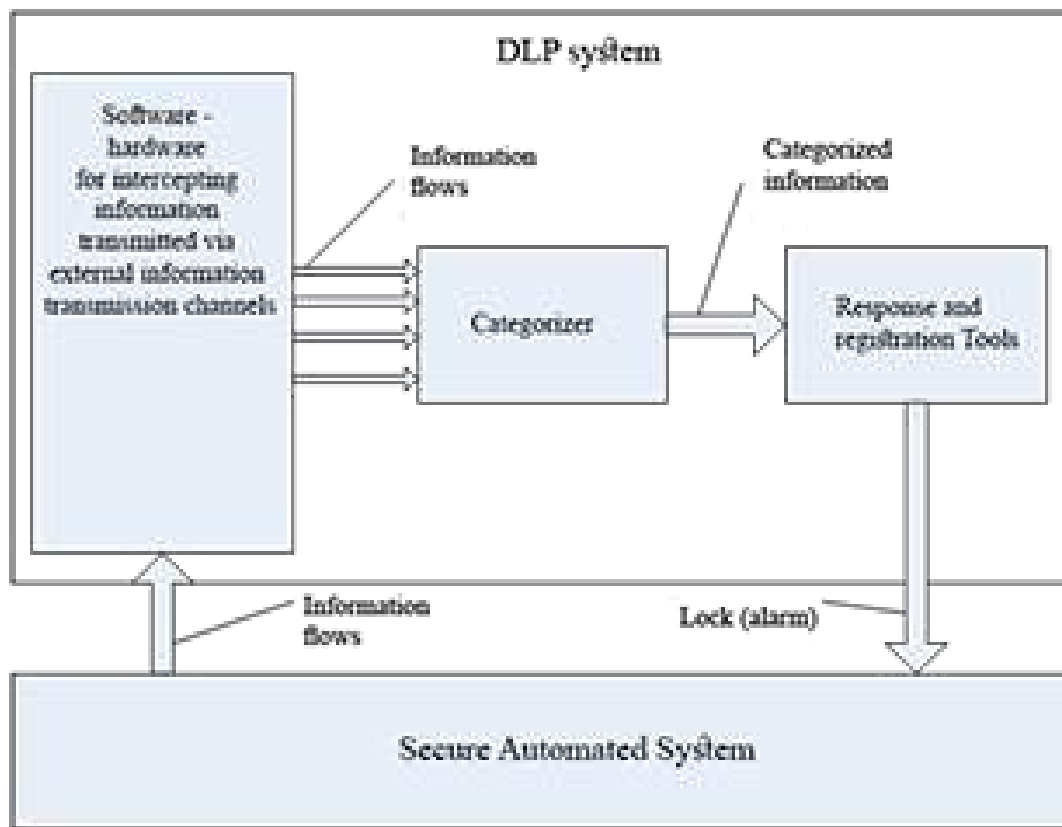 DLP system
Software -
hardware
for intercepting
information
transmitted via
external information
transmission channels
Information
flows
Categorized
information
Categorizer
Response and
registration Tools
Information
flows
Lock (alarm)
Secure Automated System